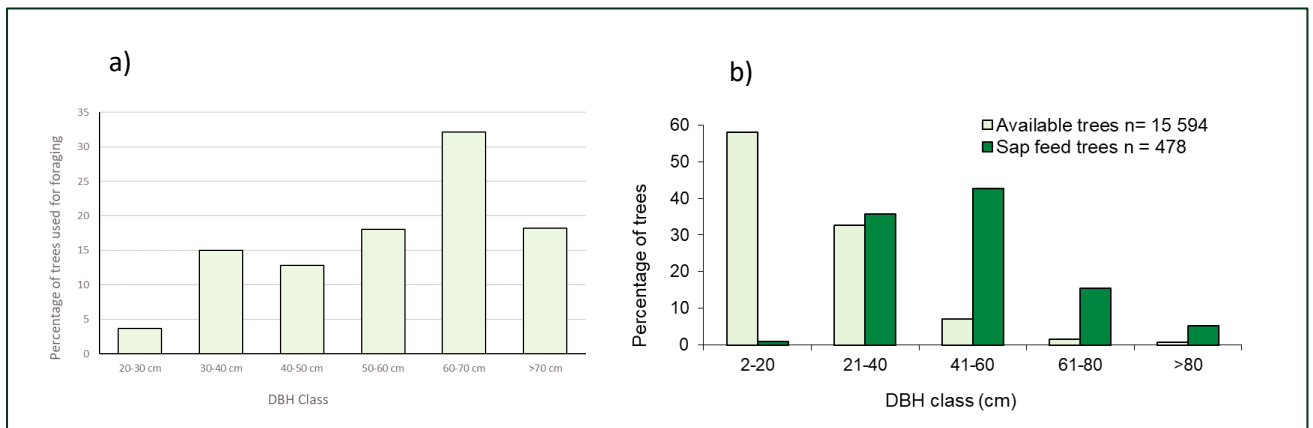 a)
35
30
25
20
15
10
5
0
Percentage of trees used for foraging
20-30 cm 30-40 cm 40-50 cm 50-60 cm 60-70 cm >70 cm
DBH Class
b)
Available trees n= 15 594
Sap feed trees n = 478
60
50
40
30
20
10
0
Percentage of trees
2-20 21-40 41-60 61-80 >80
DBH class (cm)